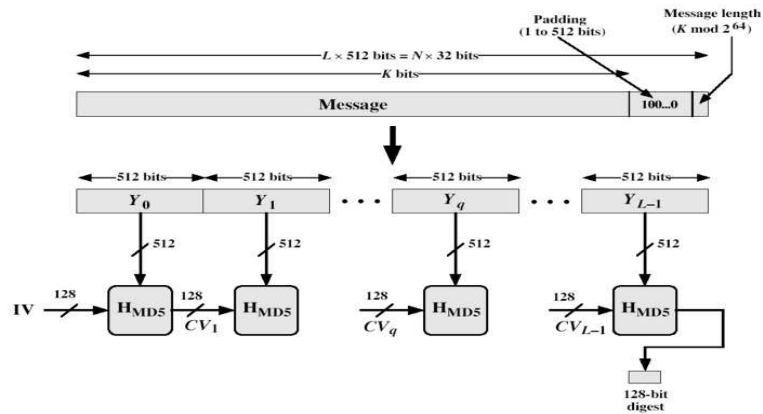 Padding
(1 to 512 bits)
Message length
(K mod 2^64)
L × 512 bits = N × 32 bits
K bits
Message
100...0
512 bits
512 bits
512 bits
512 bits
Y0
Y1
• • •
Yq
• • •
YL–1
512
512
512
512
IV
128
HMD5
128
CV1
HMD5
128
CVq
HMD5
128
CVL–1
HMD5
128-bit
digest